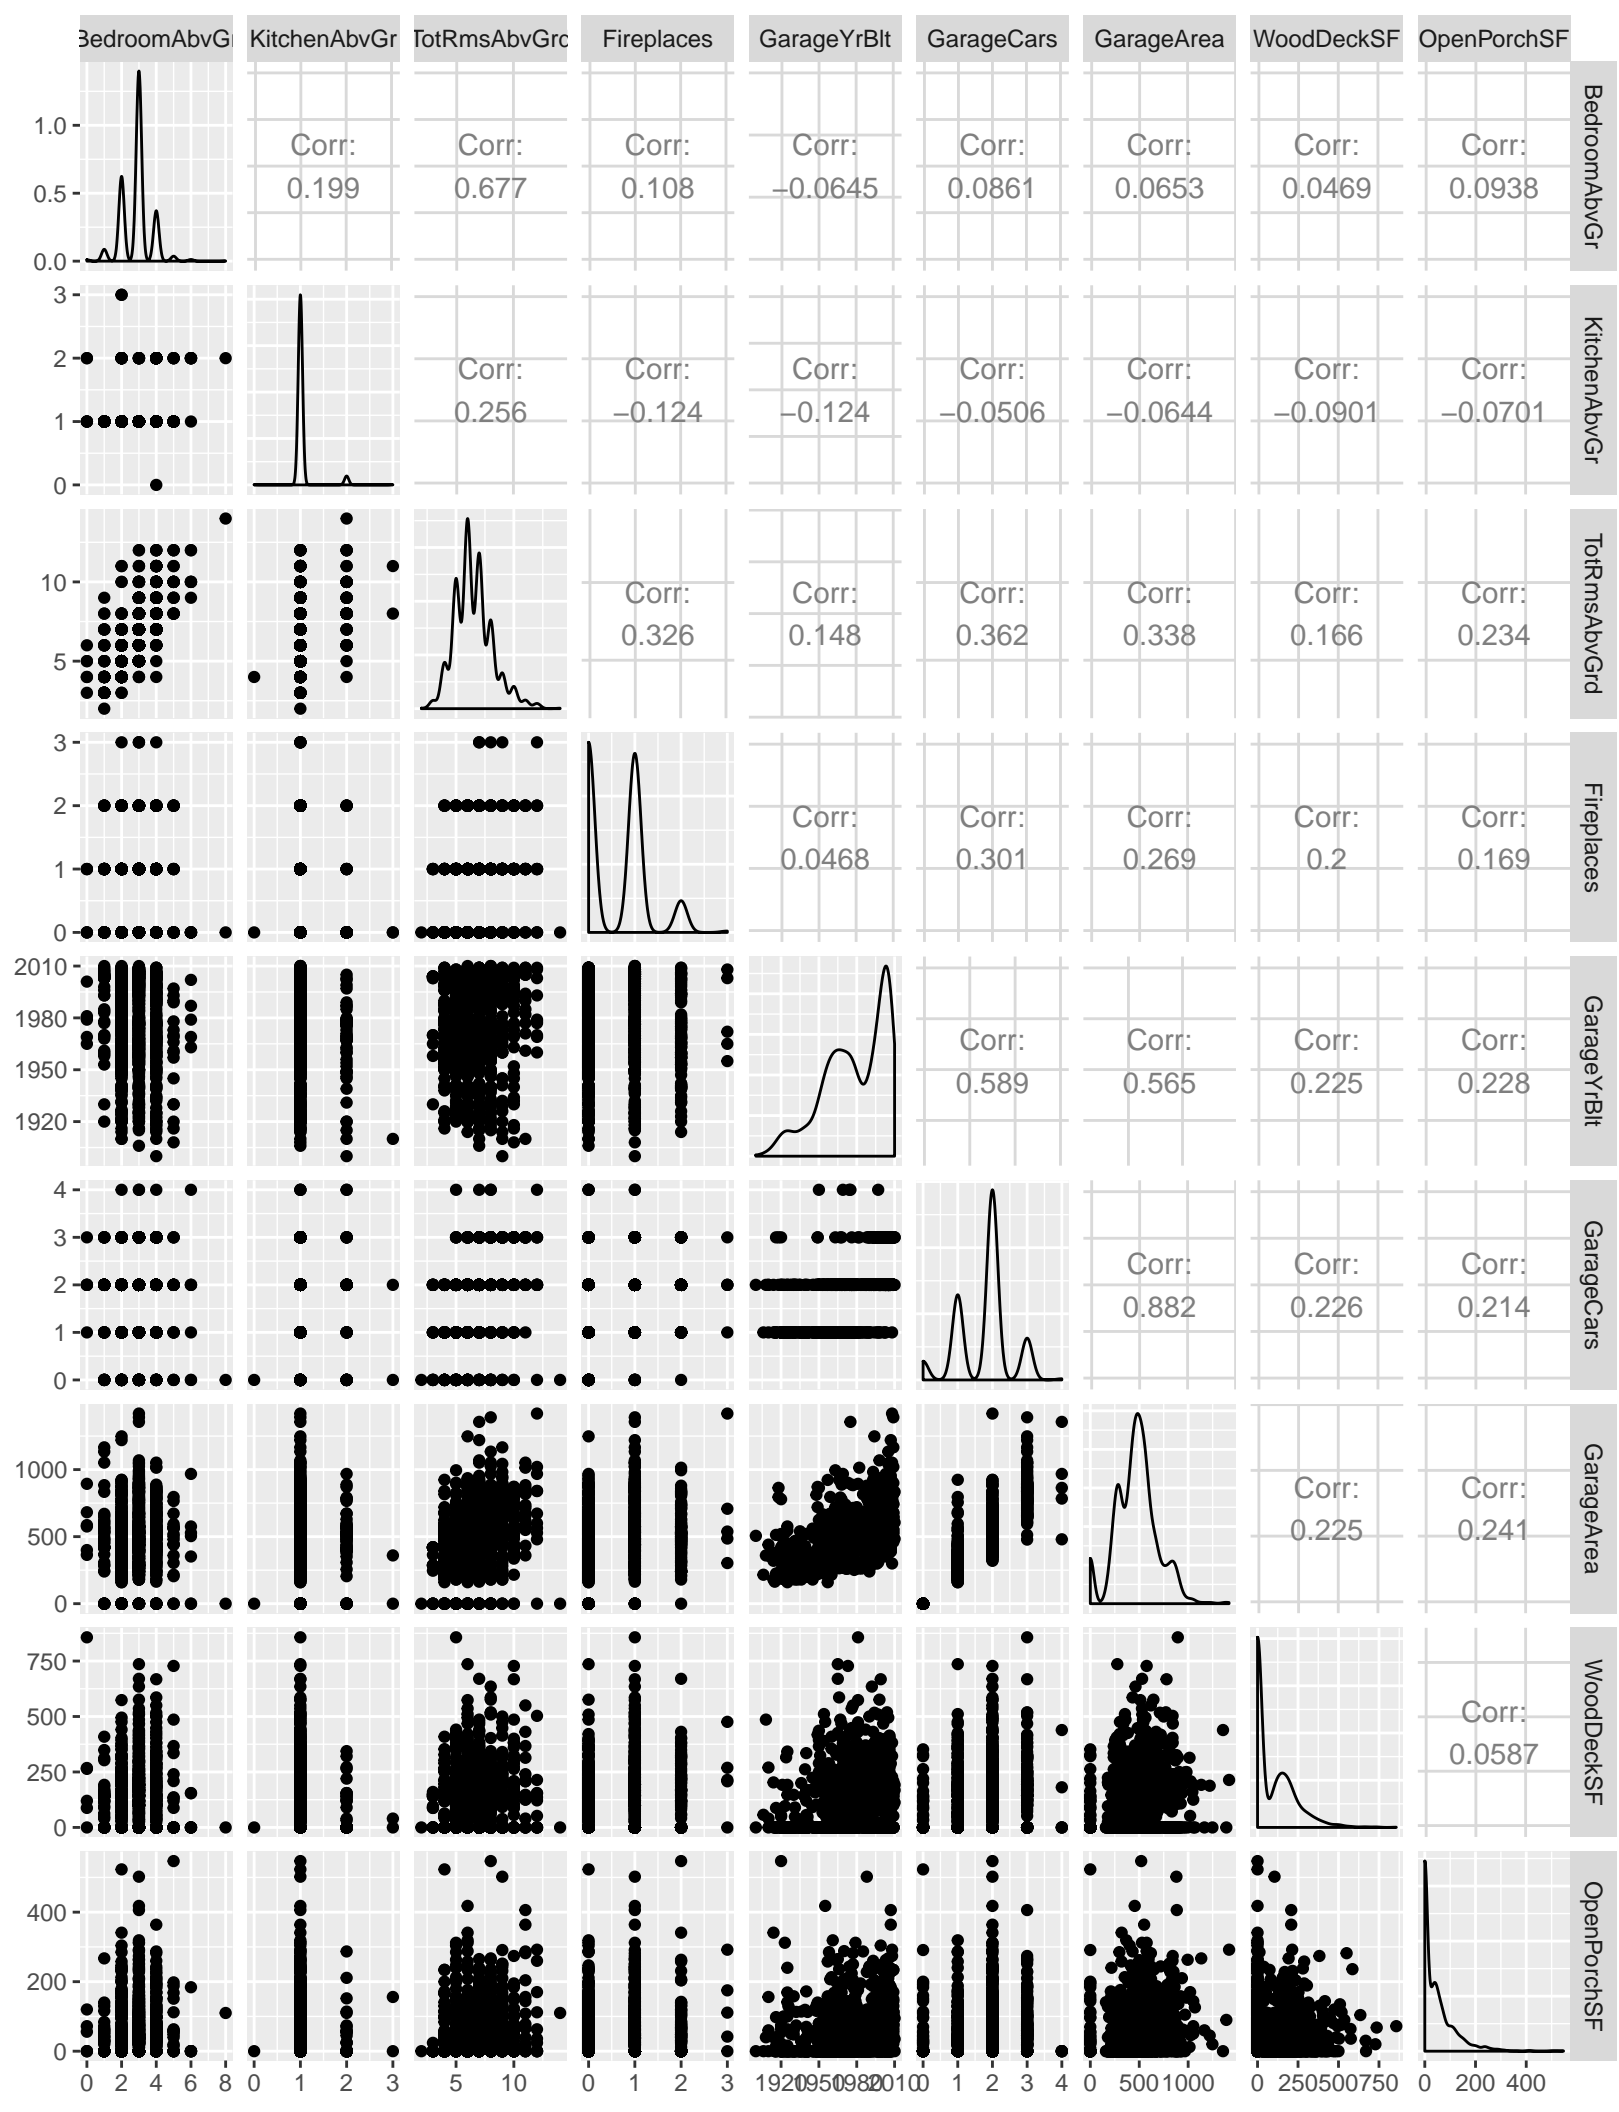 BedroomAbvGr KitchenAbvGr TotRmsAbvGrd Fireplaces GarageYrBlt GarageCars GarageArea WoodDeckSF OpenPorchSF
1.0
0.5
0.0
Corr: Corr: Corr: Corr: Corr: Corr: Corr: Corr:
0.199 0.677 0.108 −0.0645 0.0861 0.0653 0.0469 0.0938
BedroomAbvGr
3
2
1
0
Corr: Corr: Corr: Corr: Corr: Corr: Corr:
0.256 −0.124 −0.124 −0.0506 −0.0644 −0.0901 −0.0701
KitchenAbvGr
10
5
Corr: Corr: Corr: Corr: Corr: Corr:
0.326 0.148 0.362 0.338 0.166 0.234
TotRmsAbvGrd
3
2
1
0
Corr: Corr: Corr: Corr: Corr:
0.0468 0.301 0.269 0.2 0.169
Fireplaces
2010
1980
1950
1920
Corr: Corr: Corr: Corr:
0.589 0.565 0.225 0.228
GarageYrBlt
4
3
2
1
0
Corr: Corr: Corr:
0.882 0.226 0.214
GarageCars
1000
500
0
Corr: Corr:
0.225 0.241
GarageArea
750
500
250
0
Corr:
0.0587
WoodDeckSF
400
200
0
OpenPorchSF
0 2 4 6 8 0 1 2 3 5 10 0 1 2 3 1920 1950 1980 2010 0 1 2 3 4 0 500 1000 0 250 500 750 0 200 400